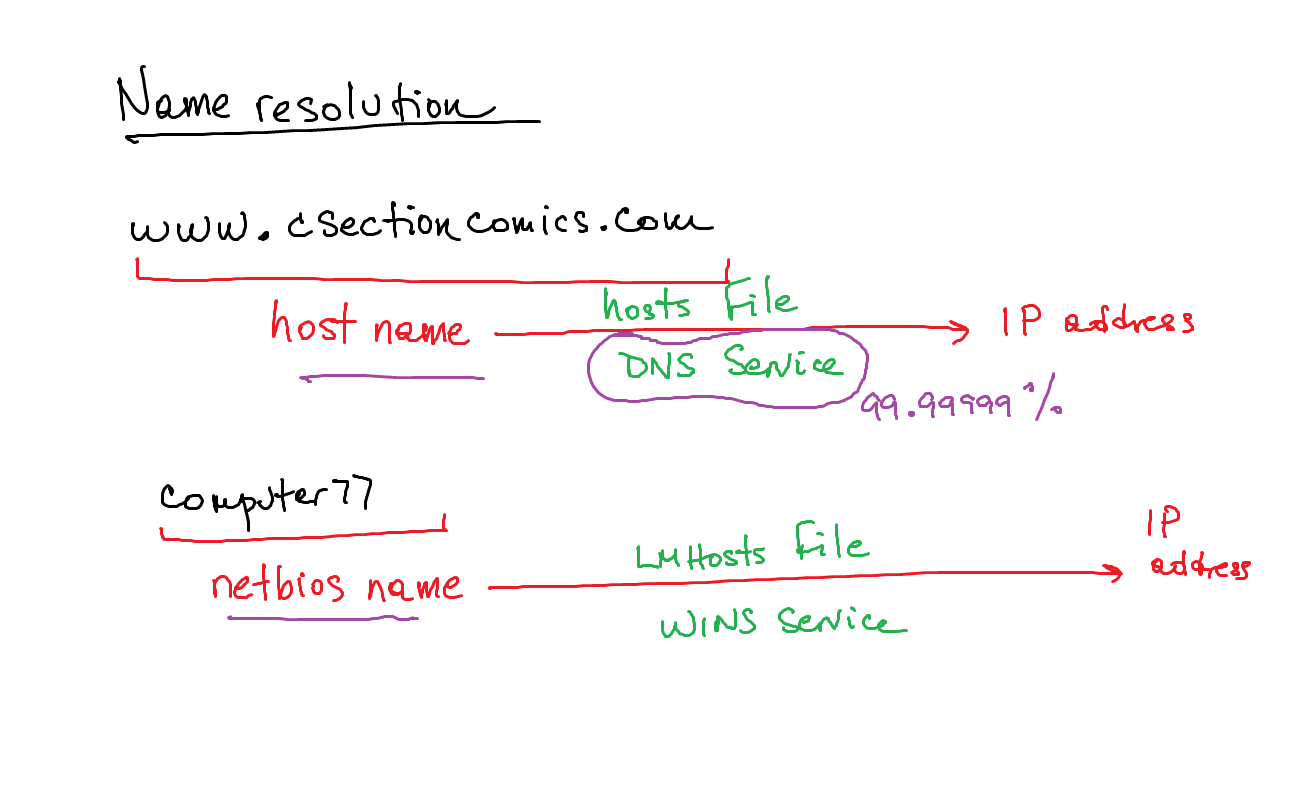 Name resolution
www.csectioncomics.com
hosts File
host name
IP address
DNS Service
99.99999%
computer77
LMHosts File
IP
address
netbios name
WINS Service